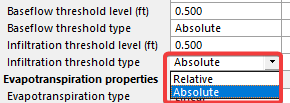 Baseflow threshold level (ft) 0.500
Baseflow threshold type Absolute
Infiltration threshold level (ft) 0.500
Infiltration threshold type Absolute
Relative
Evapotranspiration properties Absolute
Evapotranspiration type Linear